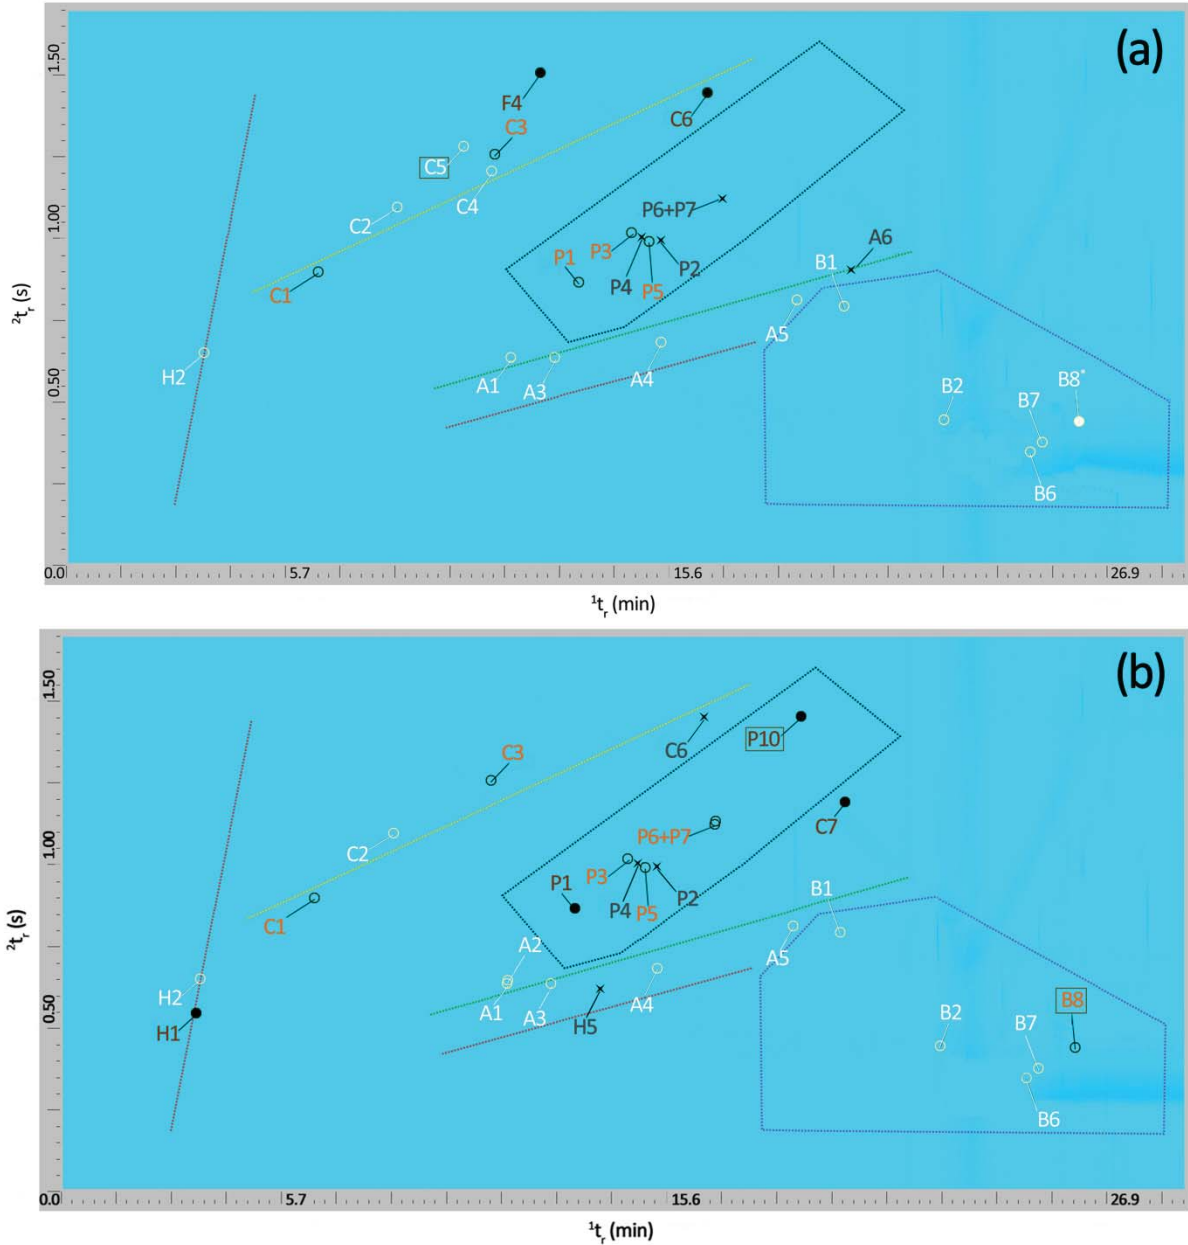 (a)
1.50
F4
C3
C6
C5
C2
C4
P6+P7
1.00
A6
P3
P1
B1
P4
P5
P2
C1
²tᵣ (s)
A5
H2
A1
A3
A4
B8*
B2
B7
0.50
B6
0.0
5.7
15.6
26.9
¹tᵣ (min)
(b)
1.50
P10
C3
C6
C7
C2
P6+P7
1.00
P3
P1
B1
P4
P5
P2
C1
²tᵣ (s)
A2
A5
H2
A1
A3
A4
B8
H5
B2
B7
H1
0.50
B6
0.0
5.7
15.6
26.9
¹tᵣ (min)